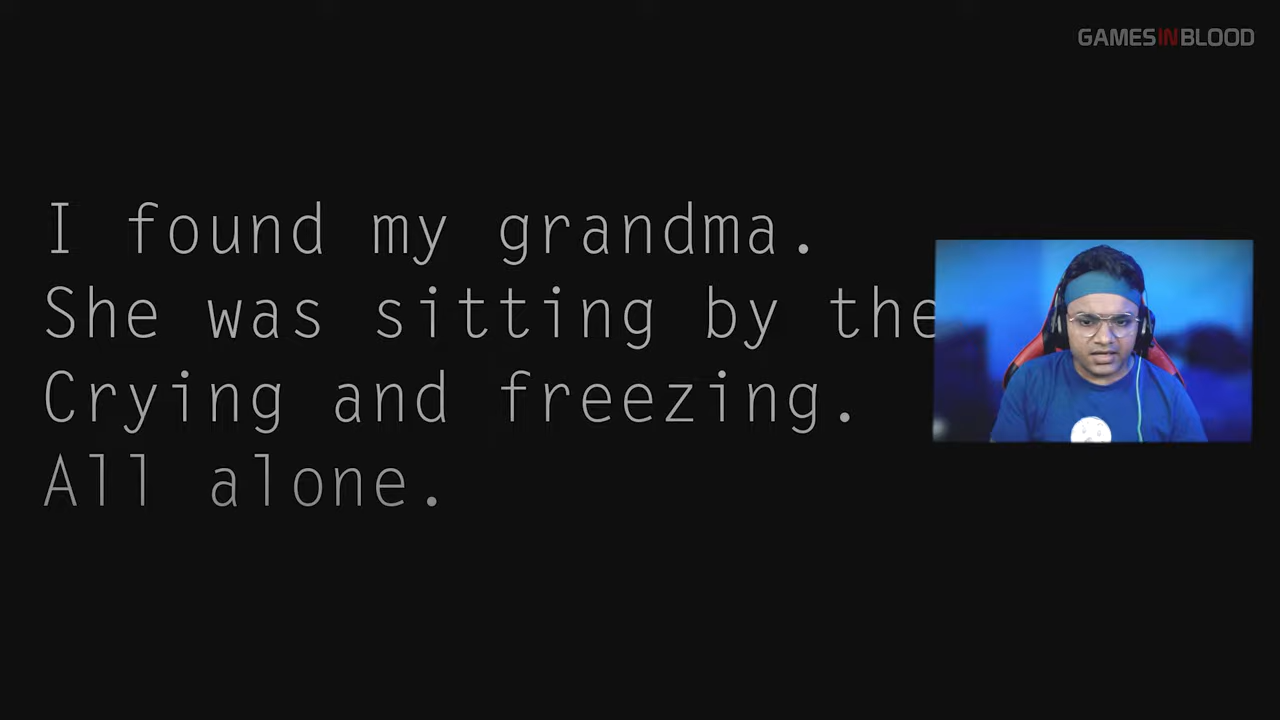 GAMESINBLOOD
I found my grandma.
She was sitting by the
Crying and freezing.
All alone.